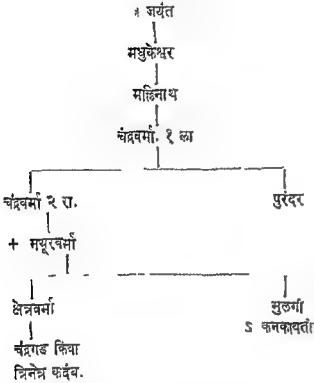 * जयंत
मधुकेश्वर
मल्लिनाथ
चंद्रवर्मा. १ ला
चंद्रवर्मा २ रा.
पुरंदर
+ मयूरवर्मा
क्षेत्रवर्मा
मुलगी
S कनकावती
चंद्रगड किंवा
त्रिनेत्र कदंब.